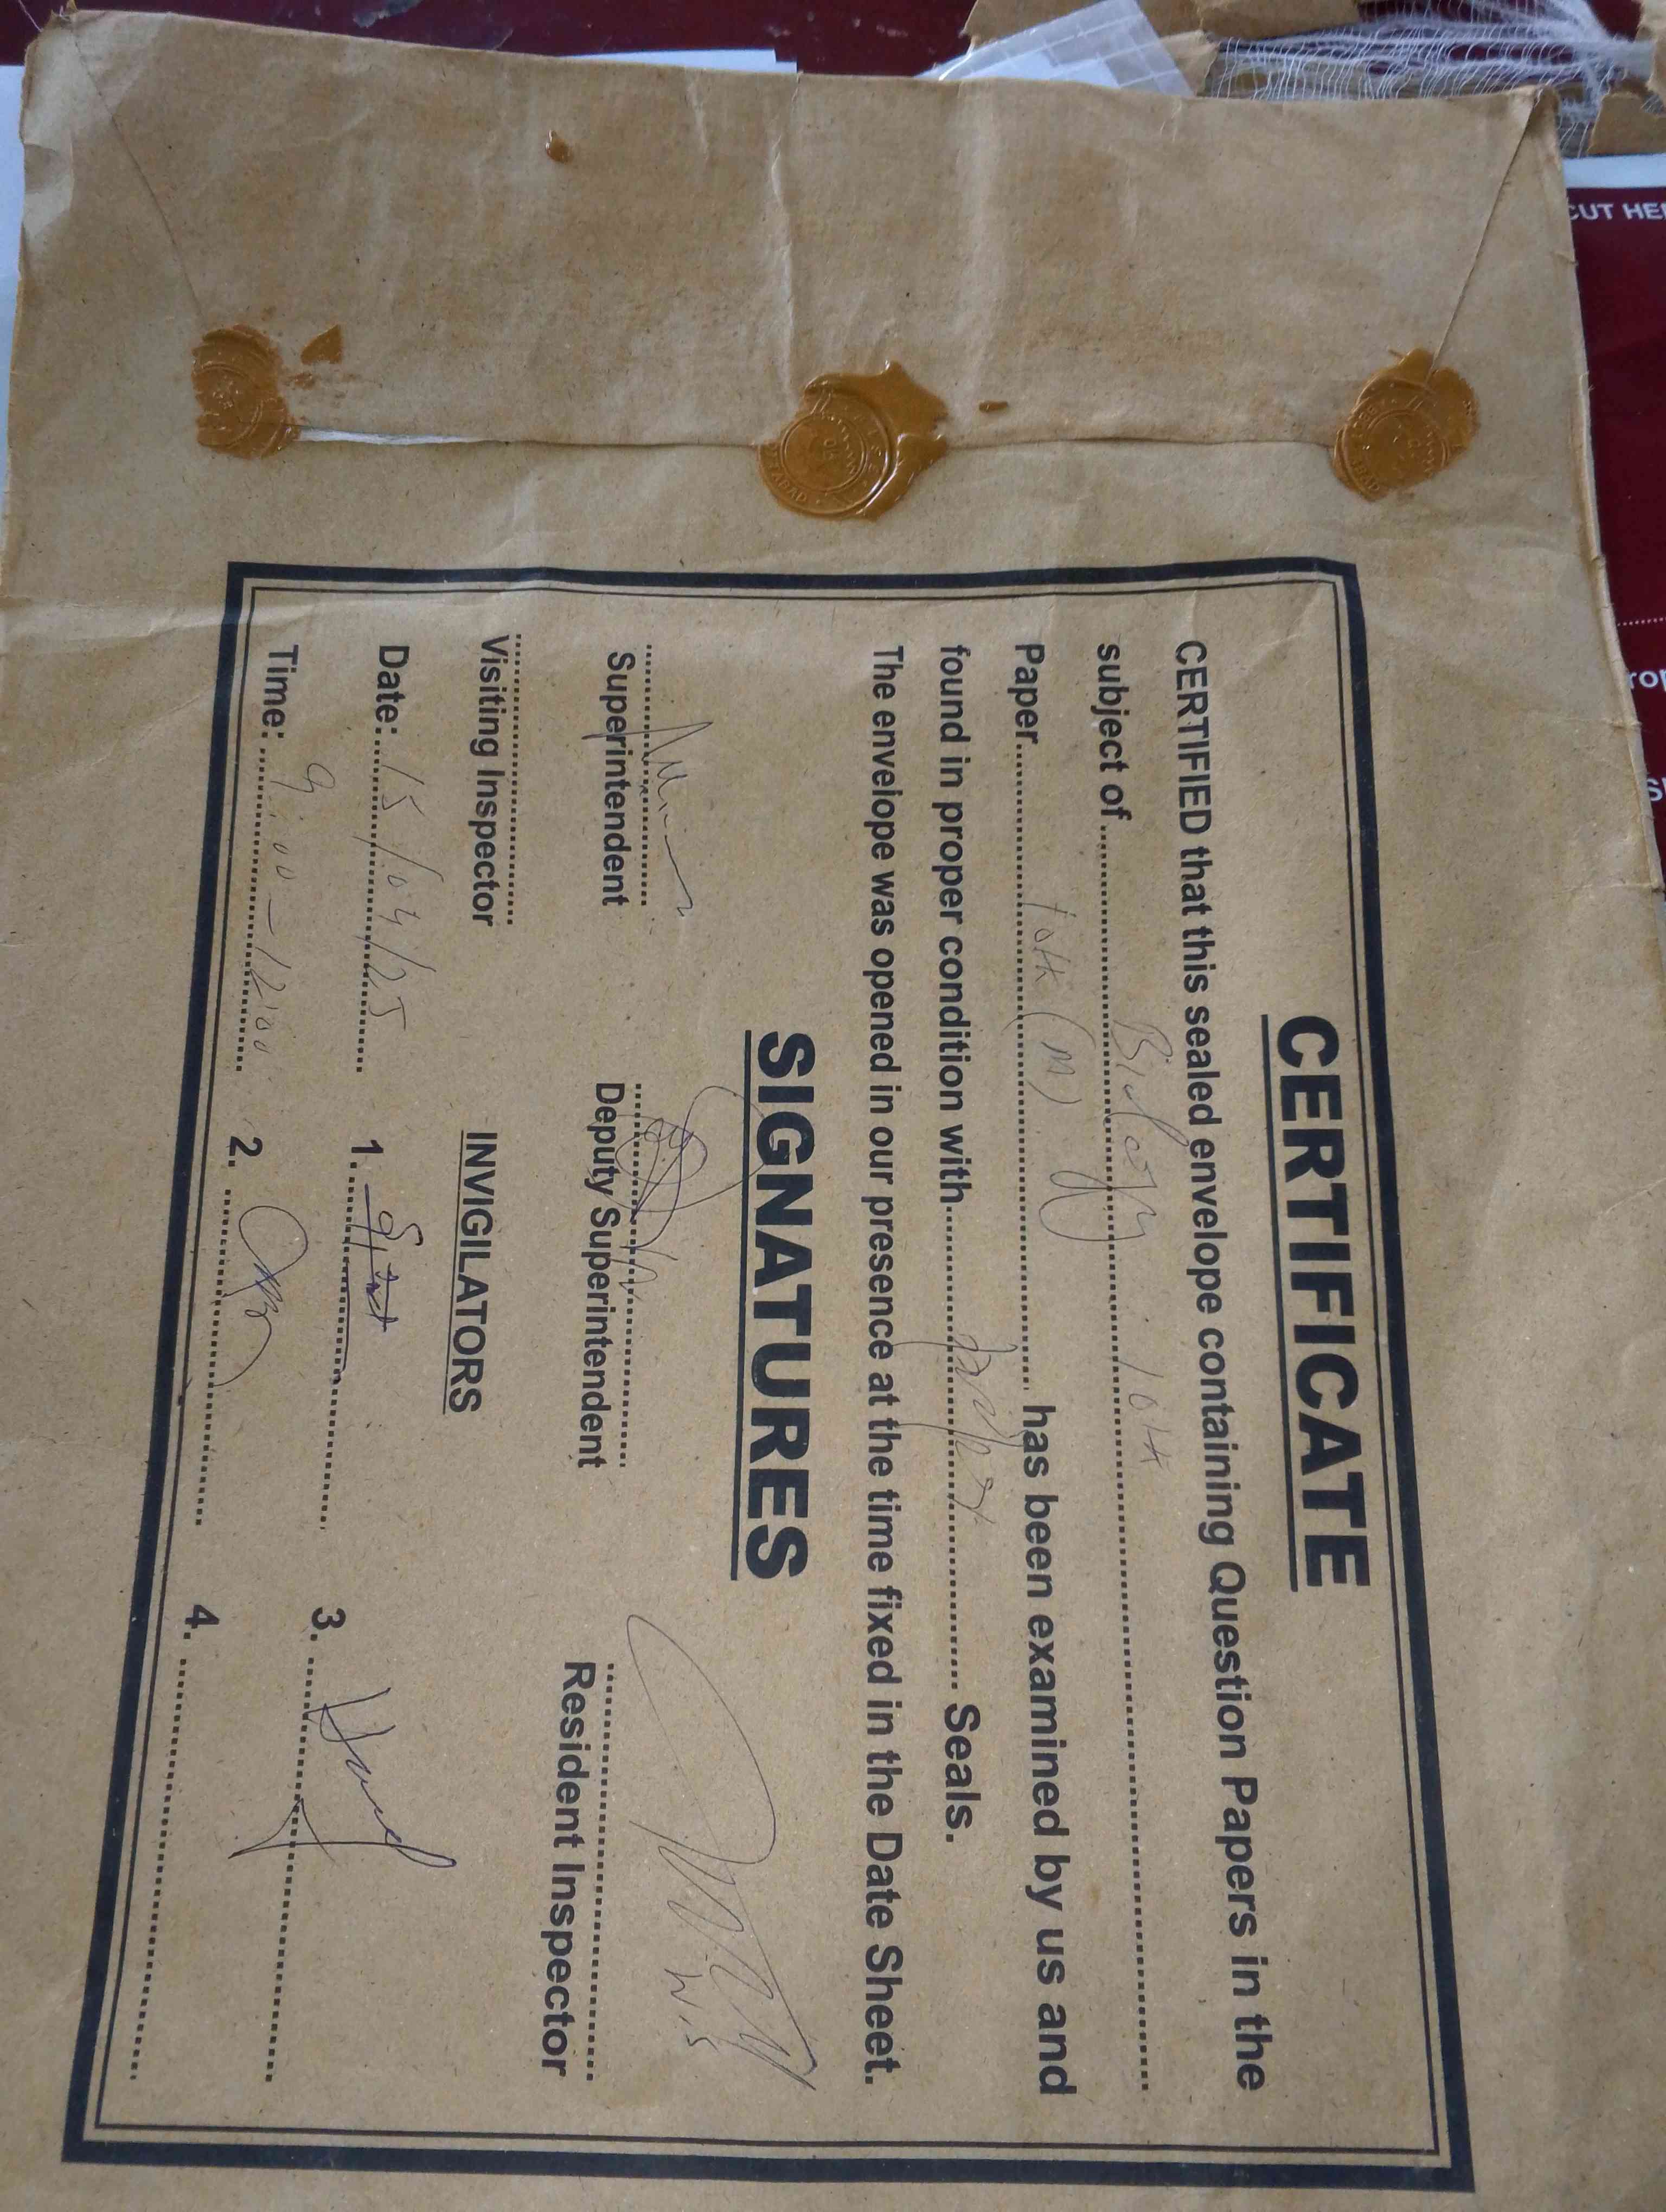 CERTIFICATE
CERTIFIED that this sealed envelope containing Question Papers in the
subject of Biology 10th
Paper 10th (M) has been examined by us and
found in proper condition with Seals.
The envelope was opened in our presence at the time fixed in the Date Sheet.
SIGNATURES
Superintendent
Deputy Superintendent
Resident Inspector
Visiting Inspector
INVIGILATORS
Date: 15/04/25
1.
3.
Time: 9:00 - 12:00
2.
4.
CUT HE